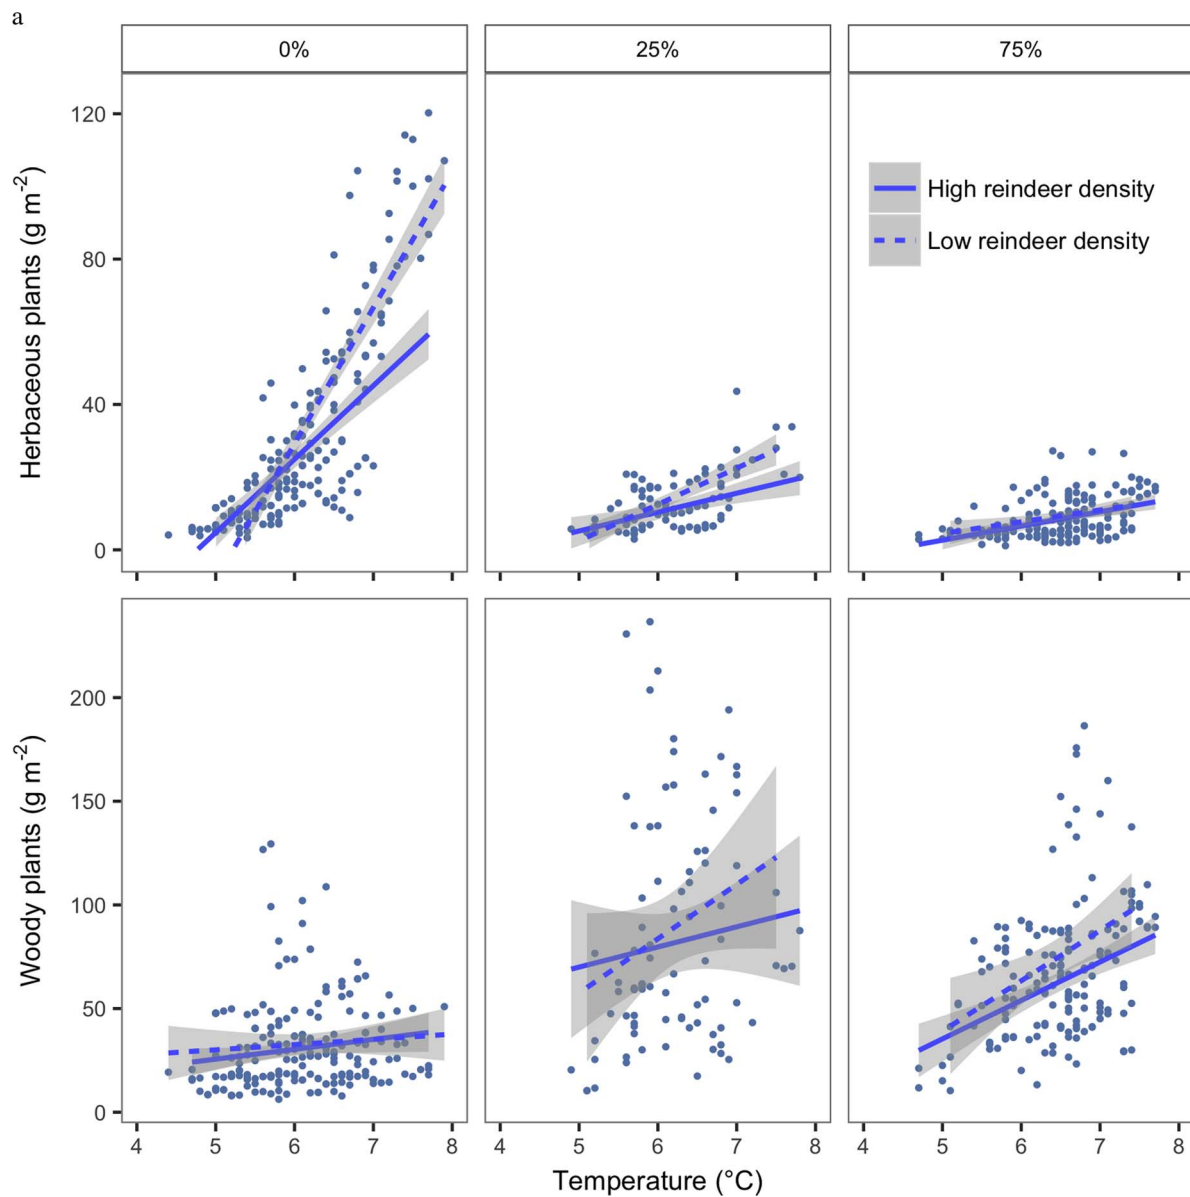 a
0% 25% 75%
Herbaceous plants (g m⁻²)
120
80
40
0
High reindeer density
Low reindeer density
4 5 6 7 8 4 5 6 7 8 4 5 6 7 8
Woody plants (g m⁻²)
200
150
100
50
0
Temperature (°C)